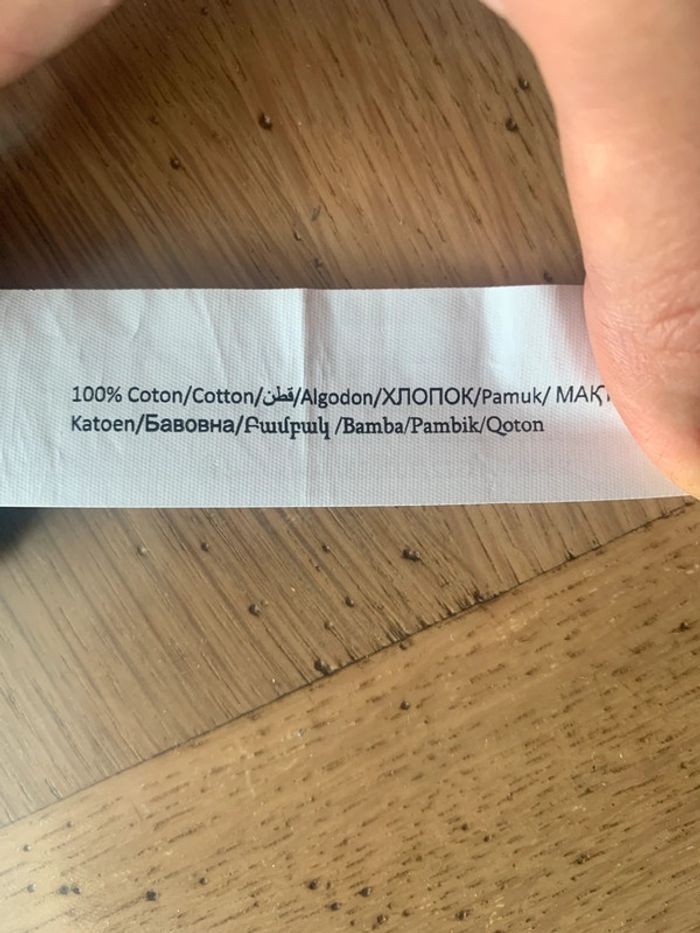 100% Coton/Cotton/قطن/Algodon/ХЛОПОК/Pamuk/
Katoen/Бавовна/Բամբակ /Bamba/Pambik/Qoton